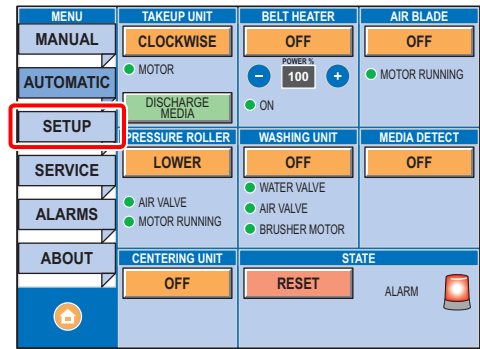 MENU
MANUAL
AUTOMATIC
SETUP
SERVICE
ALARMS
ABOUT
TAKEUP UNIT
CLOCKWISE
MOTOR
DISCHARGE
MEDIA
BELT HEATER
OFF
POWER %
- 100 +
ON
AIR BLADE
OFF
MOTOR RUNNING
PRESSURE ROLLER
LOWER
AIR VALVE
MOTOR RUNNING
WASHING UNIT
OFF
WATER VALVE
AIR VALVE
BRUSHER MOTOR
MEDIA DETECT
OFF
CENTERING UNIT
OFF
STATE
RESET
ALARM